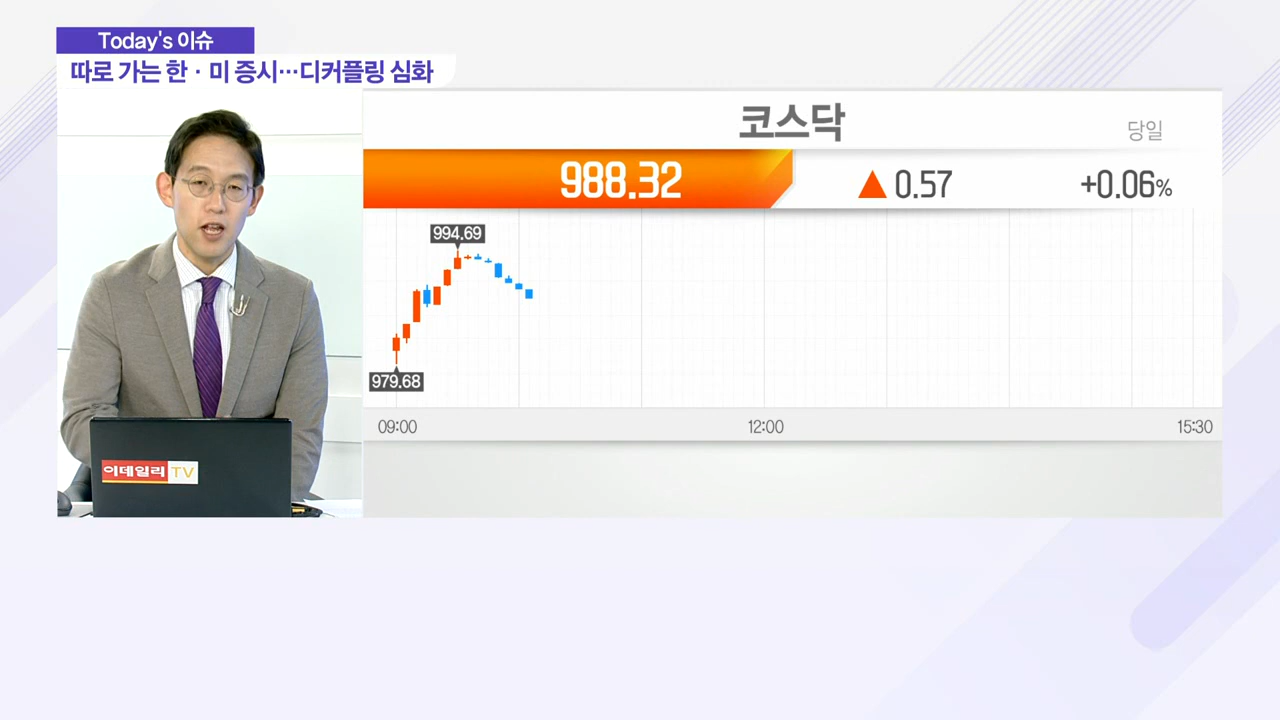 Today's 이슈
따로 가는 한·미 증시…디커플링 심화
코스닥
당일
988.32
▲ 0.57
+0.06%
994.69
979.68
09:00
12:00
15:30
이데일리 TV